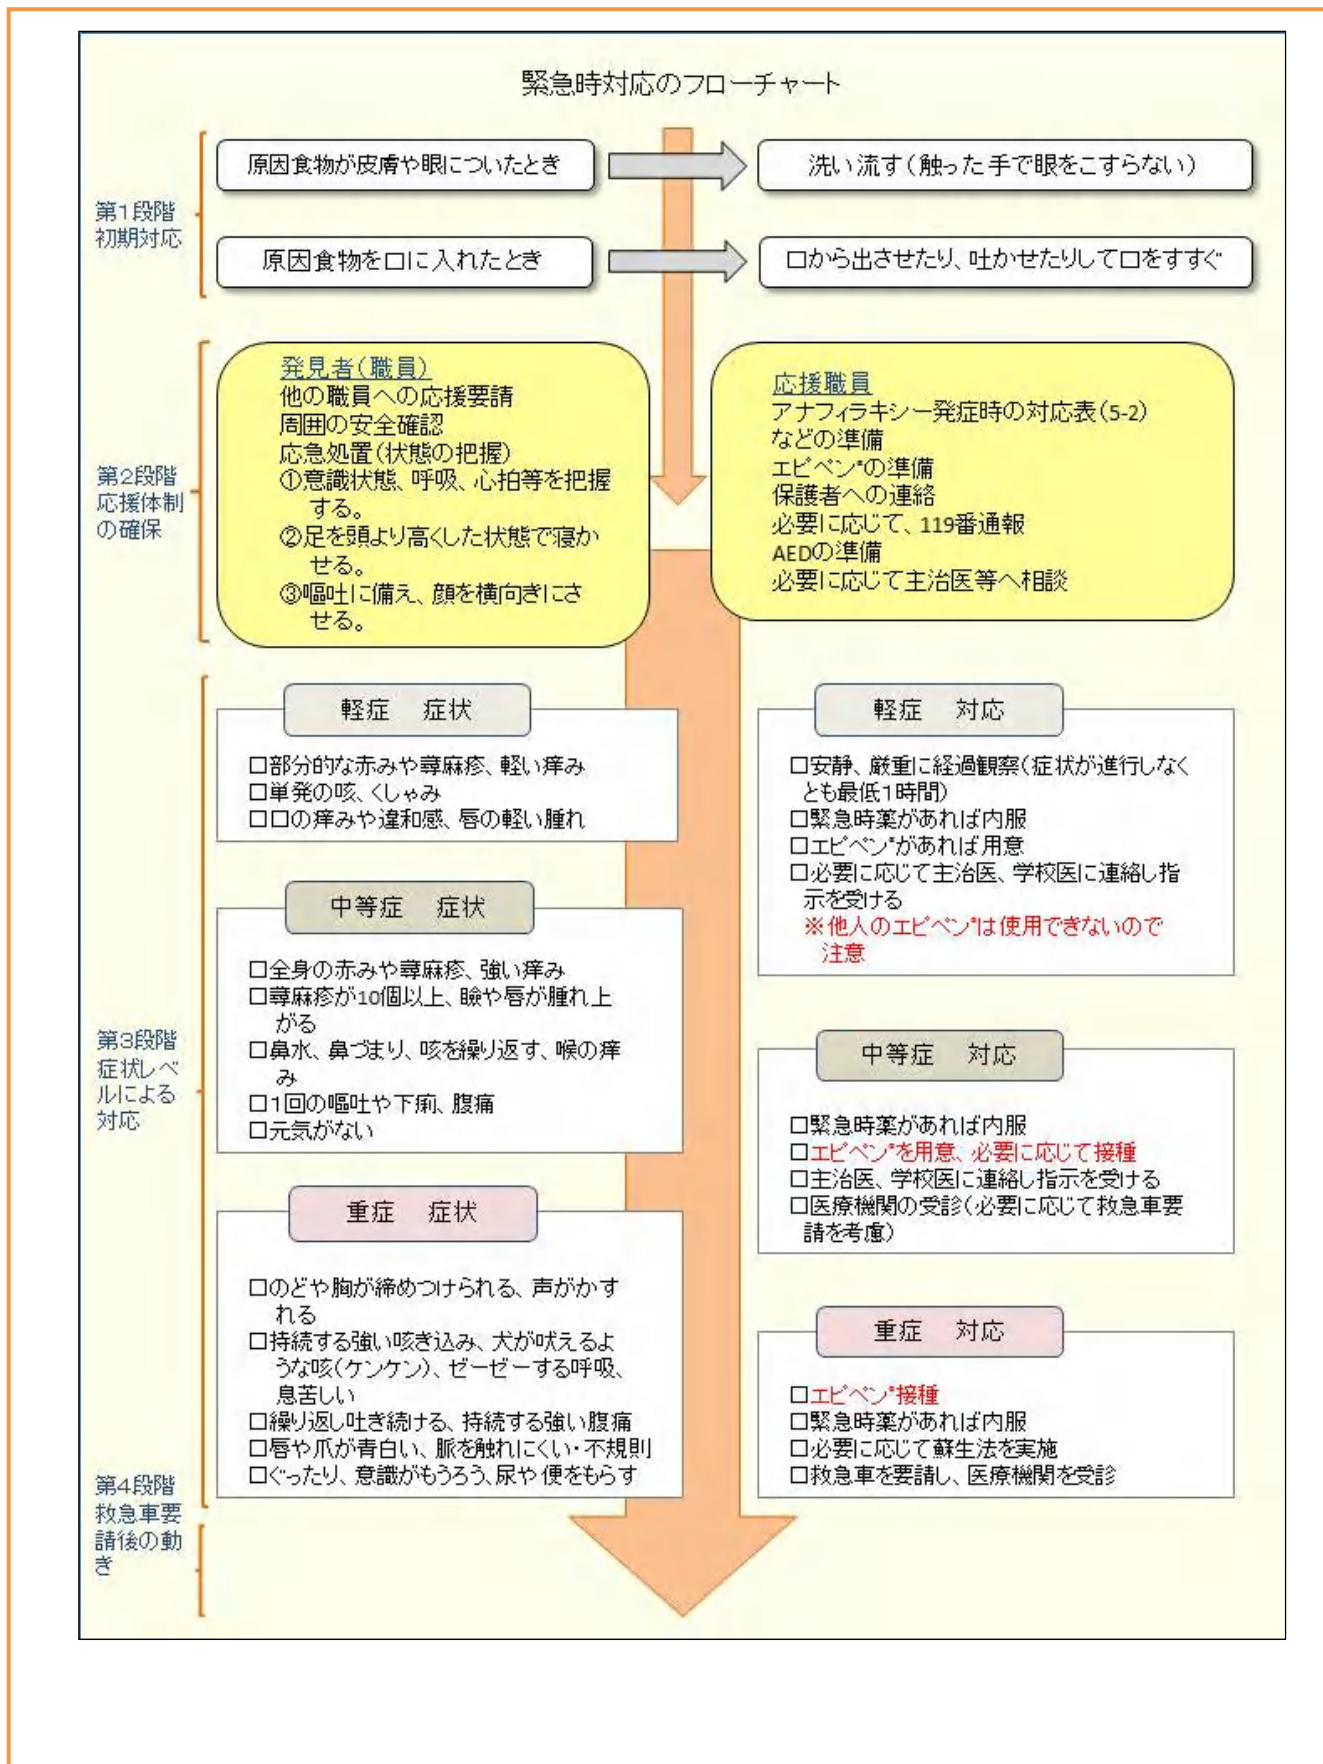 緊急時対応のフローチャート
第1段階
初期対応
原因食物が皮膚や眼についたとき
洗い流す(触った手で眼をこすらない)
原因食物を口に入れたとき
口から出させたり、吐かせたりして口をすすぐ
第2段階
応援体制
の確保
発見者(職員)
他の職員への応援要請
周囲の安全確認
応急処置(状態の把握)
①意識状態、呼吸、心拍等を把握
する。
②足を頭より高くした状態で寝か
せる。
③嘔吐に備え、顔を横向きにさ
せる。
応援職員
アナフィラキシー発症時の対応表(5-2)
などの準備
エピペン®の準備
保護者への連絡
必要に応じて、119番通報
AEDの準備
必要に応じて主治医等へ相談
第3段階
症状レベ
ルによる
対応
軽症 症状
□部分的な赤みや蕁麻疹、軽い痒み
□単発の咳、くしゃみ
□口の痒みや違和感、唇の軽い腫れ
中等症 症状
□全身の赤みや蕁麻疹、強い痒み
□蕁麻疹が10個以上、瞼や唇が腫れ上
がる
□鼻水、鼻づまり、咳を繰り返す、喉の痒
み
□1回の嘔吐や下痢、腹痛
□元気がない
重症 症状
□のどや胸が締めつけられる、声がかす
れる
□持続する強い咳き込み、犬が吠えるよ
うな咳(ケンケン)、ゼーゼーする呼吸、
息苦しい
□繰り返し吐き続ける、持続する強い腹痛
□唇や爪が青白い、脈を触れにくい・不規則
□ぐったり、意識がもうろう、尿や便をもらす
軽症 対応
□安静、厳重に経過観察(症状が進行しなく
とも最低1時間)
□緊急時薬があれば内服
□エピペン®があれば用意
□必要に応じて主治医、学校医に連絡し指
示を受ける
※他人のエピペン®は使用できないので
注意
中等症 対応
□緊急時薬があれば内服
□エピペン®を用意、必要に応じて接種
□主治医、学校医に連絡し指示を受ける
□医療機関の受診(必要に応じて救急車要
請を考慮)
重症 対応
□エピペン®接種
□緊急時薬があれば内服
□必要に応じて蘇生法を実施
□救急車を要請し、医療機関を受診
第4段階
救急車要
請後の動
き